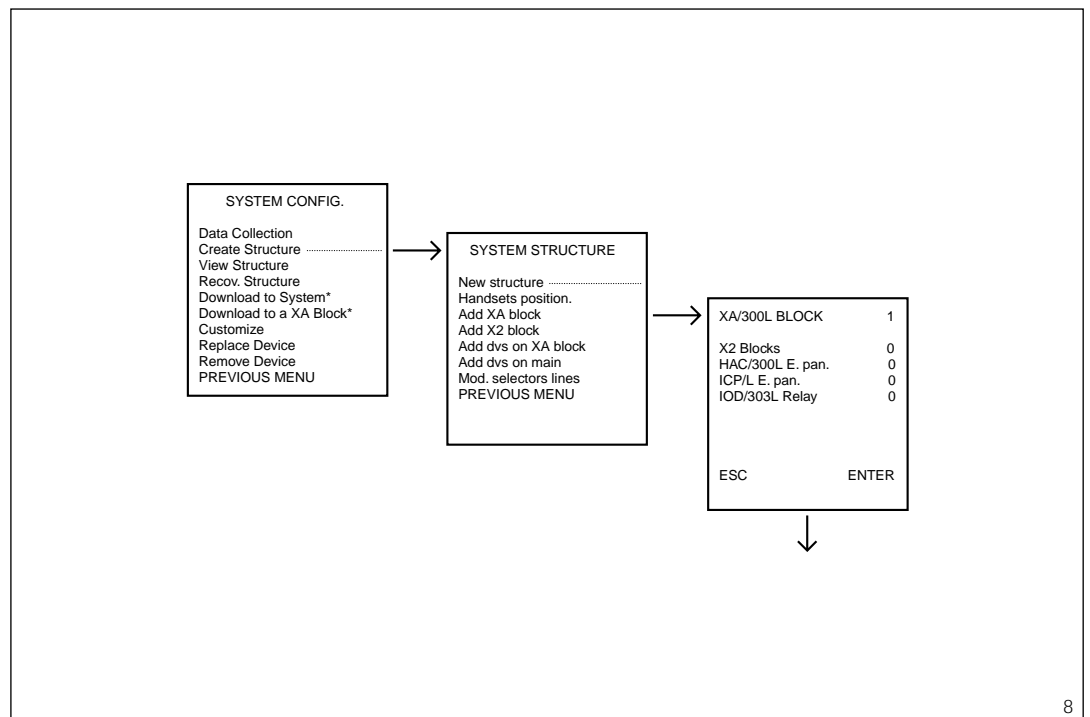 SYSTEM CONFIG.
Data Collection
Create Structure
View Structure
Recov. Structure
Download to System*
Download to a XA Block*
Customize
Replace Device
Remove Device
PREVIOUS MENU
SYSTEM STRUCTURE
New structure
Handsets position.
Add XA block
Add X2 block
Add dvs on XA block
Add dvs on main
Mod. selectors lines
PREVIOUS MENU
XA/300L BLOCK 1
X2 Blocks 0
HAC/300L E. pan. 0
ICP/L E. pan. 0
IOD/303L Relay 0
ESC ENTER
8